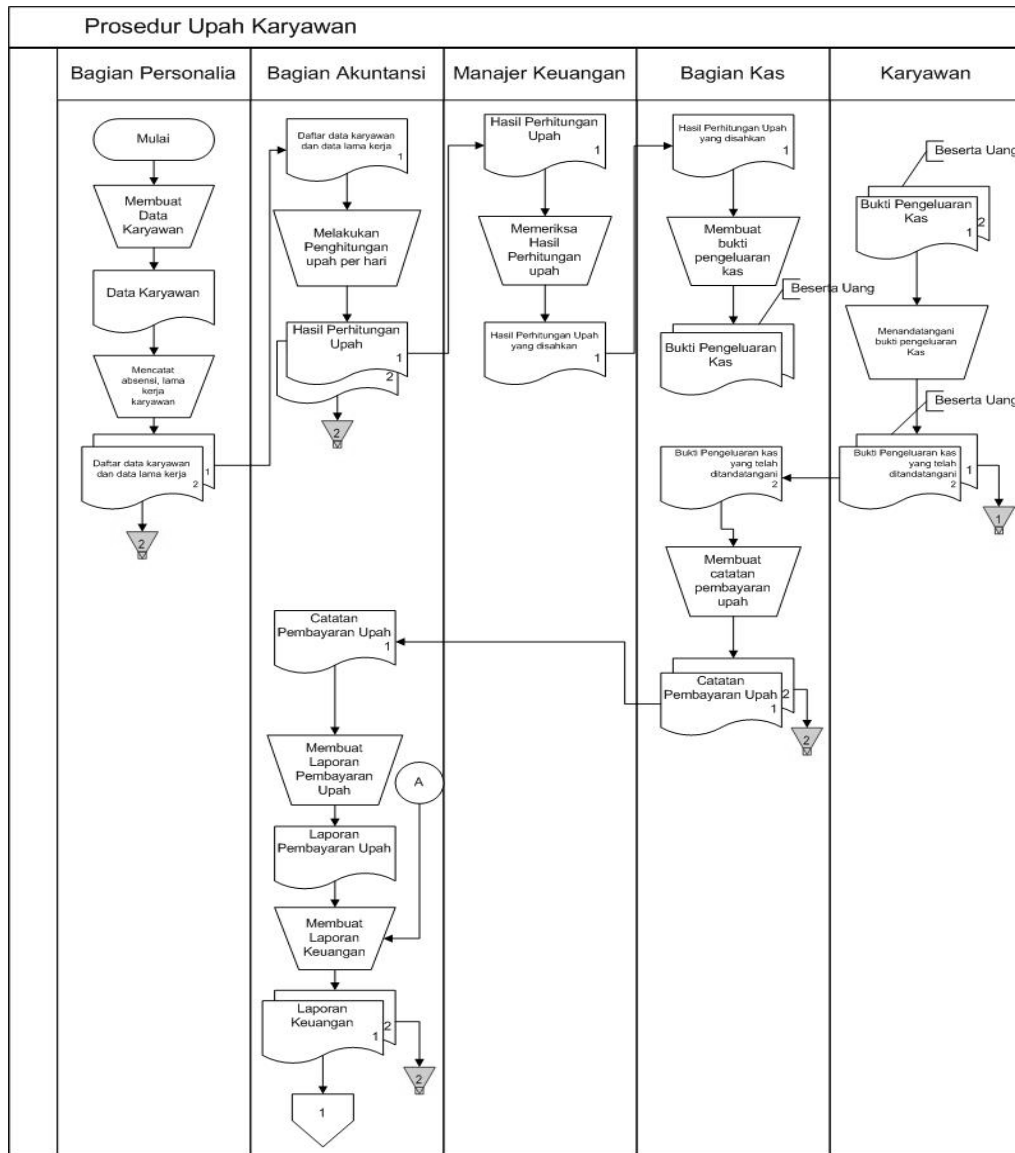 Prosedur Upah Karyawan
Bagian Personalia
Bagian Akuntansi
Manajer Keuangan
Bagian Kas
Karyawan
Mulai
Membuat
Data
Karyawan
Data Karyawan
Mencatat
absensi, lama
kerja
karyawan
Daftar data karyawan
dan data lama kerja
1
2
2
Daftar data karyawan
dan data lama kerja
1
Melakukan
Penghitungan
upah per hari
Hasil Perhitungan
Upah
1
2
2
Catatan
Pembayaran Upah
1
Membuat
Laporan
Pembayaran
Upah
A
Laporan
Pembayaran Upah
Membuat
Laporan
Keuangan
Laporan
Keuangan
1
2
2
1
Hasil Perhitungan
Upah
1
Memeriksa
Hasil
Perhitungan
upah
Hasil Perhitungan Upah
yang disahkan
1
Hasil Perhitungan Upah
yang disahkan
1
Membuat
bukti
pengeluaran
kas
Beserta Uang
Bukti Pengeluaran
Kas
Bukti Pengeluaran kas
yang telah
ditandatangani
2
Membuat
catatan
pembayaran
upah
Catatan
Pembayaran Upah
1
2
2
Beserta Uang
Bukti Pengeluaran
Kas
1
2
Menandatangani
bukti pengeluaran
Kas
Beserta Uang
Bukti Pengeluaran kas
yang telah
ditandatangani
2
1
1